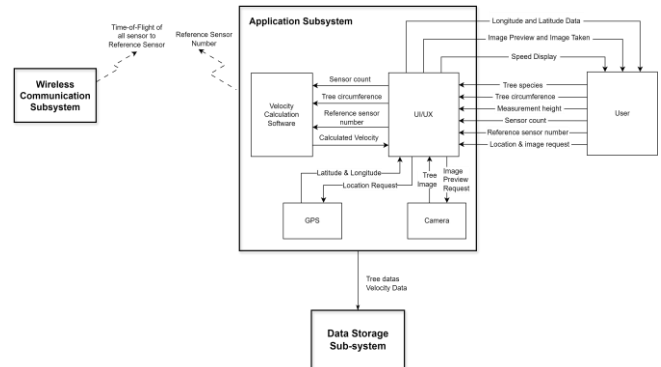 Application Subsystem
Time-of-Flight of
all sensor to
Reference Sensor
Reference Sensor
Number
Wireless
Communication
Subsystem
Longitude and Latitude Data
Image Preview and Image Taken
Speed Display
Velocity
Calculation
Software
Sensor count
Tree circumference
Reference sensor
number
Calculated Velocity
UI/UX
Tree species
Tree circumference
Measurement height
Sensor count
Reference sensor number
Location & image request
User
Latitude & Longitude
Location Request
Tree
Image
Image
Preview
Request
GPS
Camera
Tree datas
Velocity Data
Data Storage
Sub-system